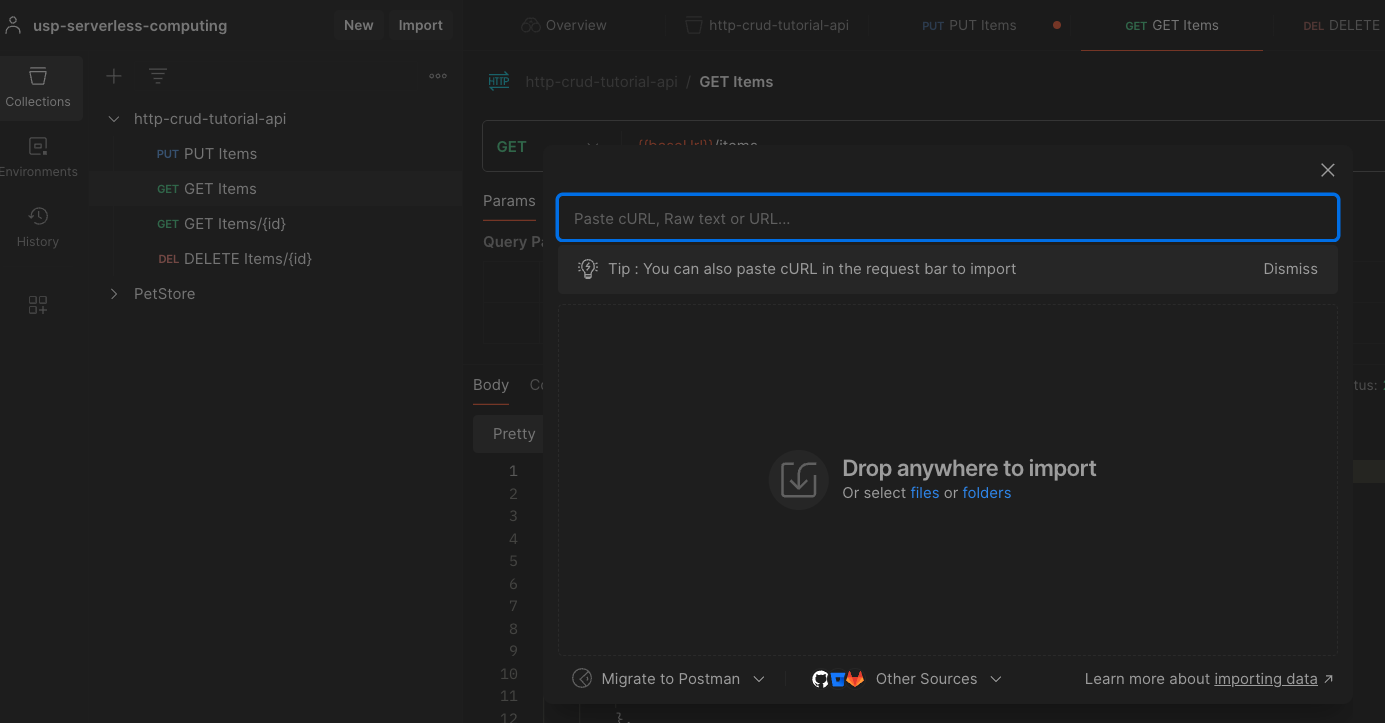 usp-serverless-computing
New
Import
Overview
http-crud-tutorial-api
PUT PUT Items
GET GET Items
DEL DELETE
Collections
Environments
History
http-crud-tutorial-api
PUT PUT Items
GET GET Items
GET GET Items/{id}
DEL DELETE Items/{id}
PetStore
HTTP
http-crud-tutorial-api / GET Items
GET
{{baseUrl}}/items
Params
Query Pa
Body
Co
Pretty
1
2
3
4
5
6
7
8
9
10
11
12
},
tus:
Paste cURL, Raw text or URL...
Tip : You can also paste cURL in the request bar to import
Dismiss
Drop anywhere to import
Or select files or folders
Migrate to Postman
Other Sources
Learn more about importing data